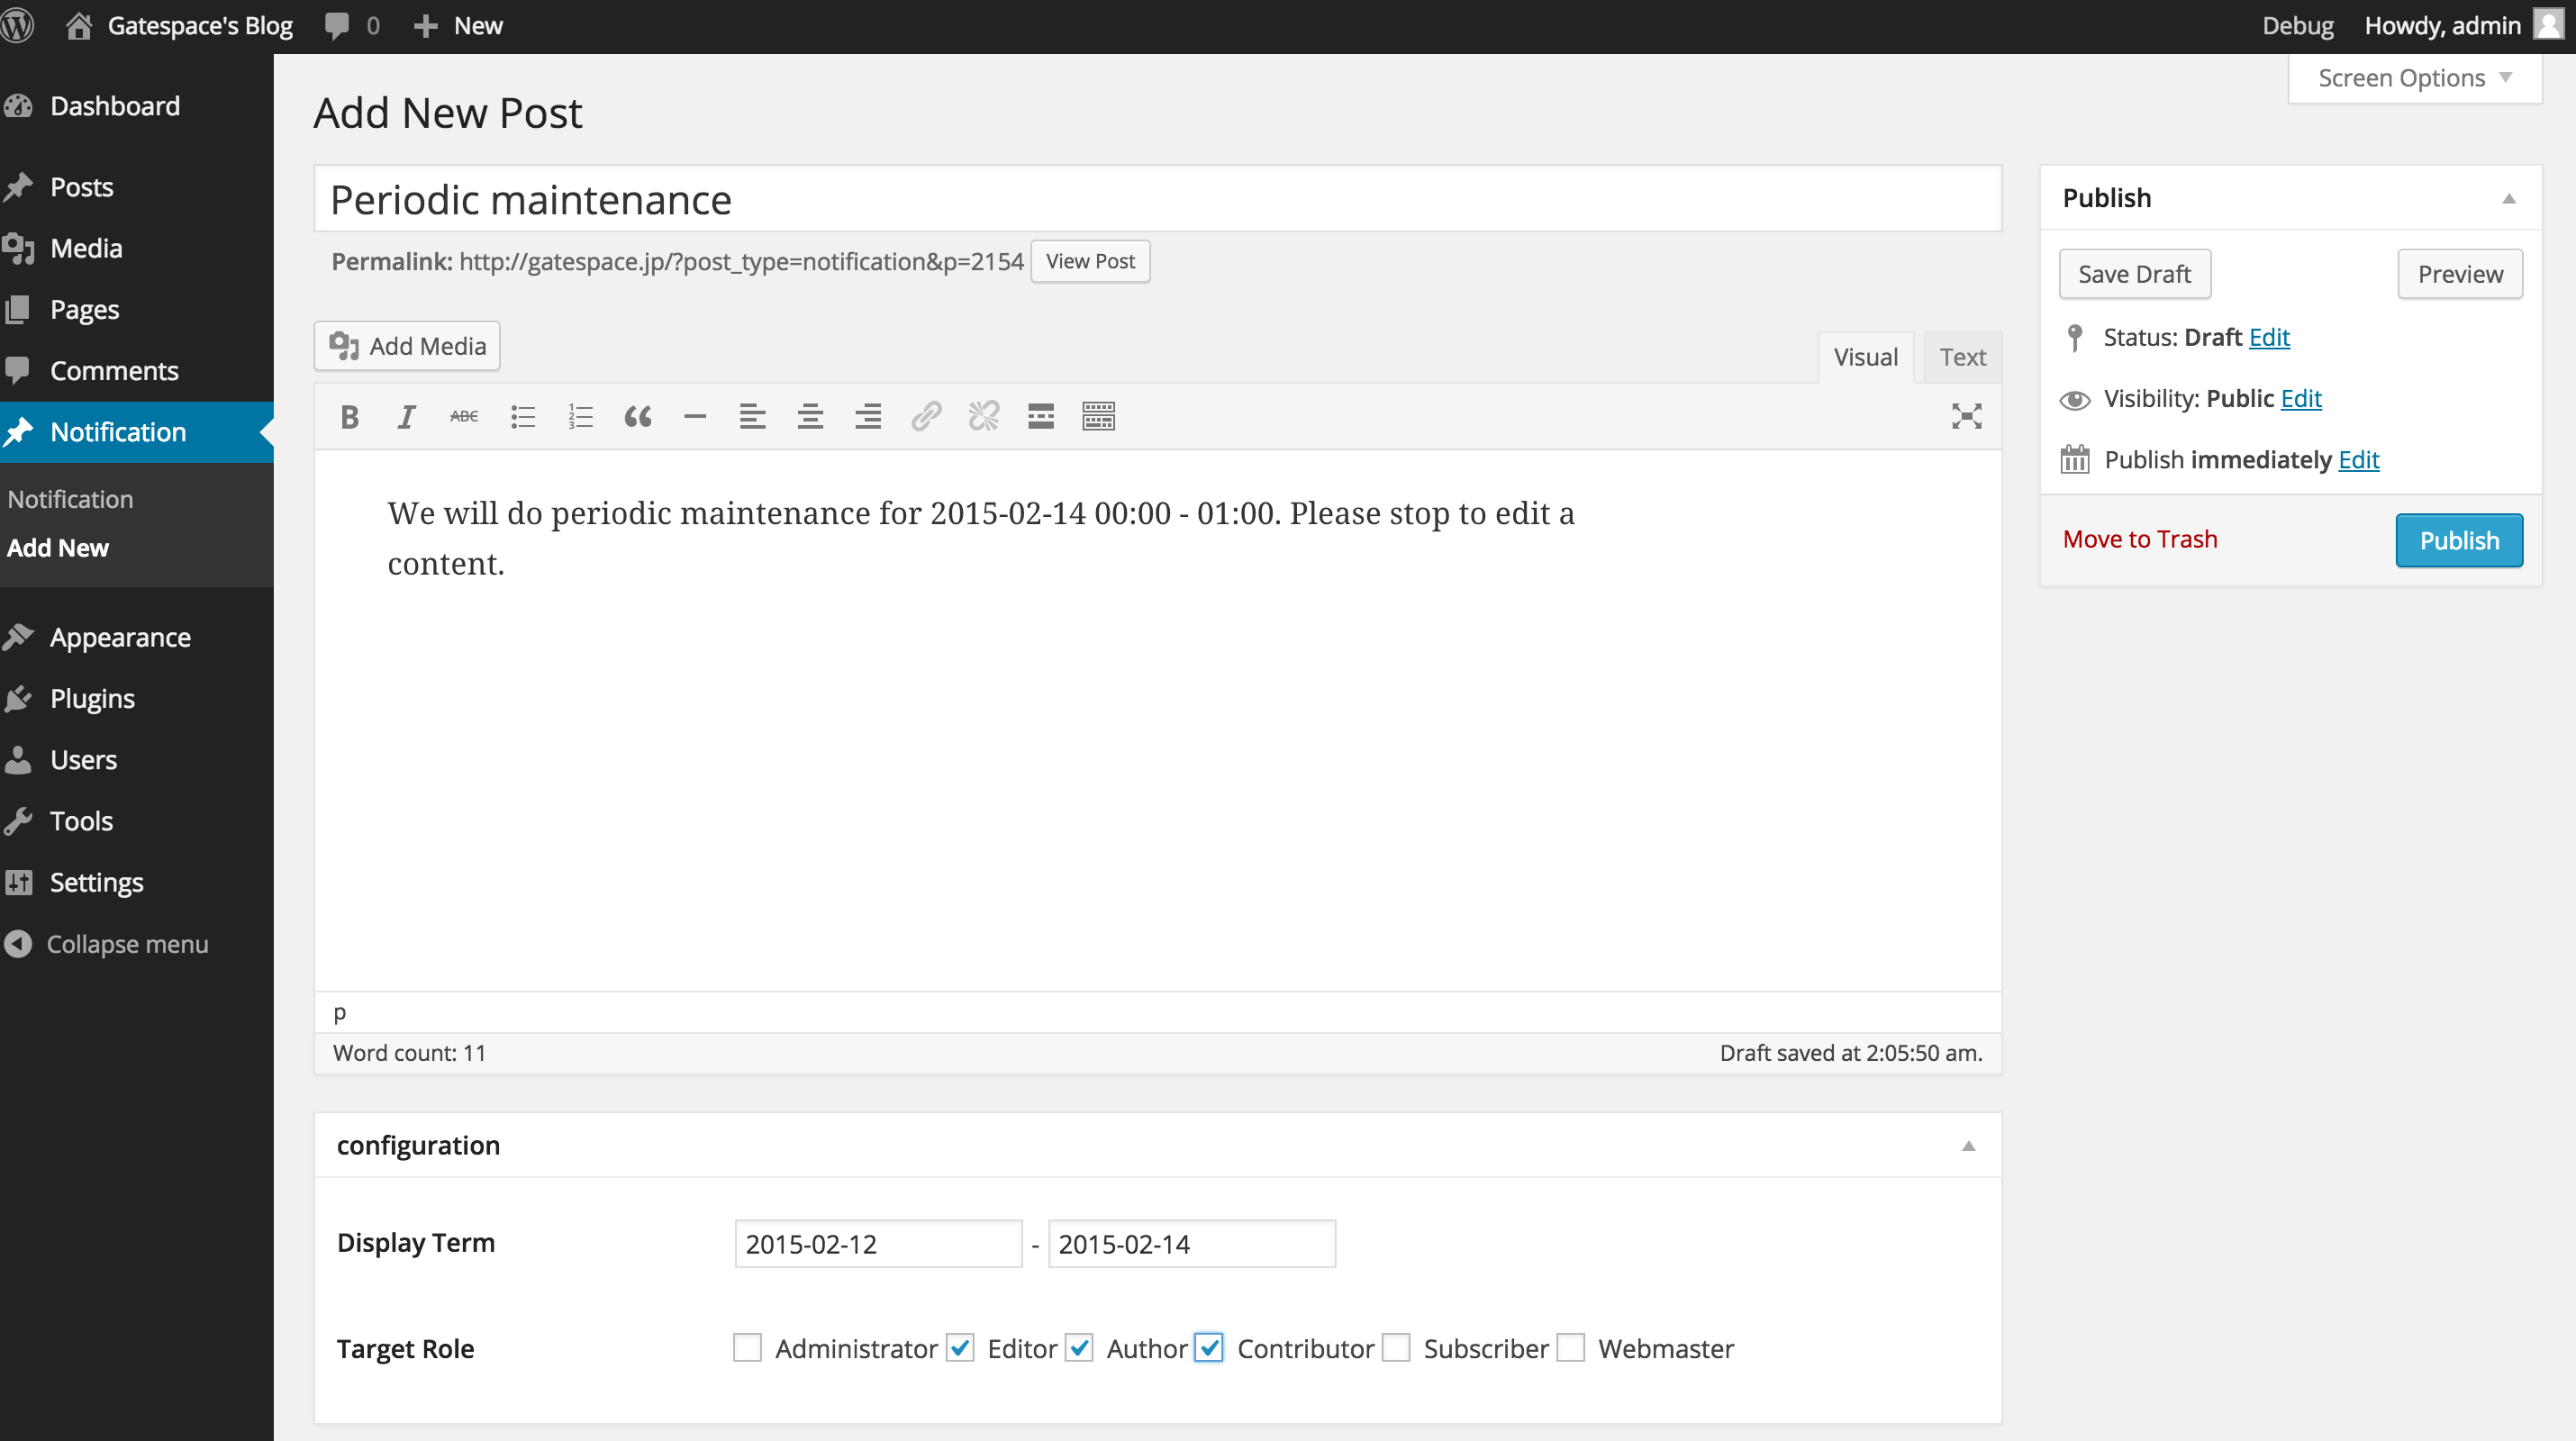 Gatespace's Blog 0 New Debug Howdy, admin
Screen Options
Dashboard
Posts
Media
Pages
Comments
Notification
Notification
Add New
Appearance
Plugins
Users
Tools
Settings
Collapse menu
Add New Post
Periodic maintenance
Permalink: http://gatespace.jp/?post_type=notification&p=2154 View Post
Add Media
Visual Text
B I ABC
We will do periodic maintenance for 2015-02-14 00:00 - 01:00. Please stop to edit a
content.
p
Word count: 11 Draft saved at 2:05:50 am.
configuration
Display Term 2015-02-12 - 2015-02-14
Target Role Administrator Editor Author Contributor Subscriber Webmaster
Publish
Save Draft Preview
Status: Draft Edit
Visibility: Public Edit
Publish immediately Edit
Move to Trash Publish